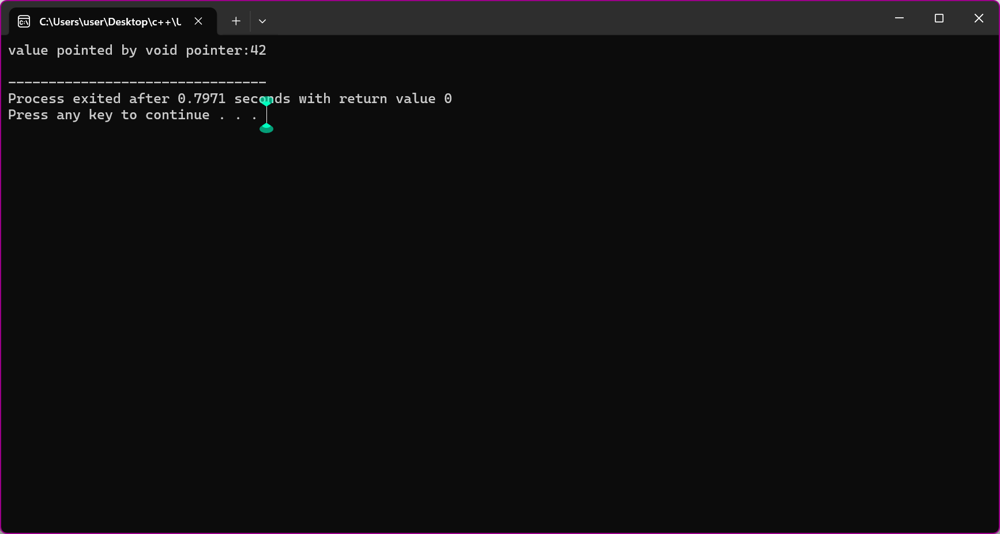 C:\Users\user\Desktop\c++\U
value pointed by void pointer:42
--------------------------------
Process exited after 0.7971 seconds with return value 0
Press any key to continue . . .